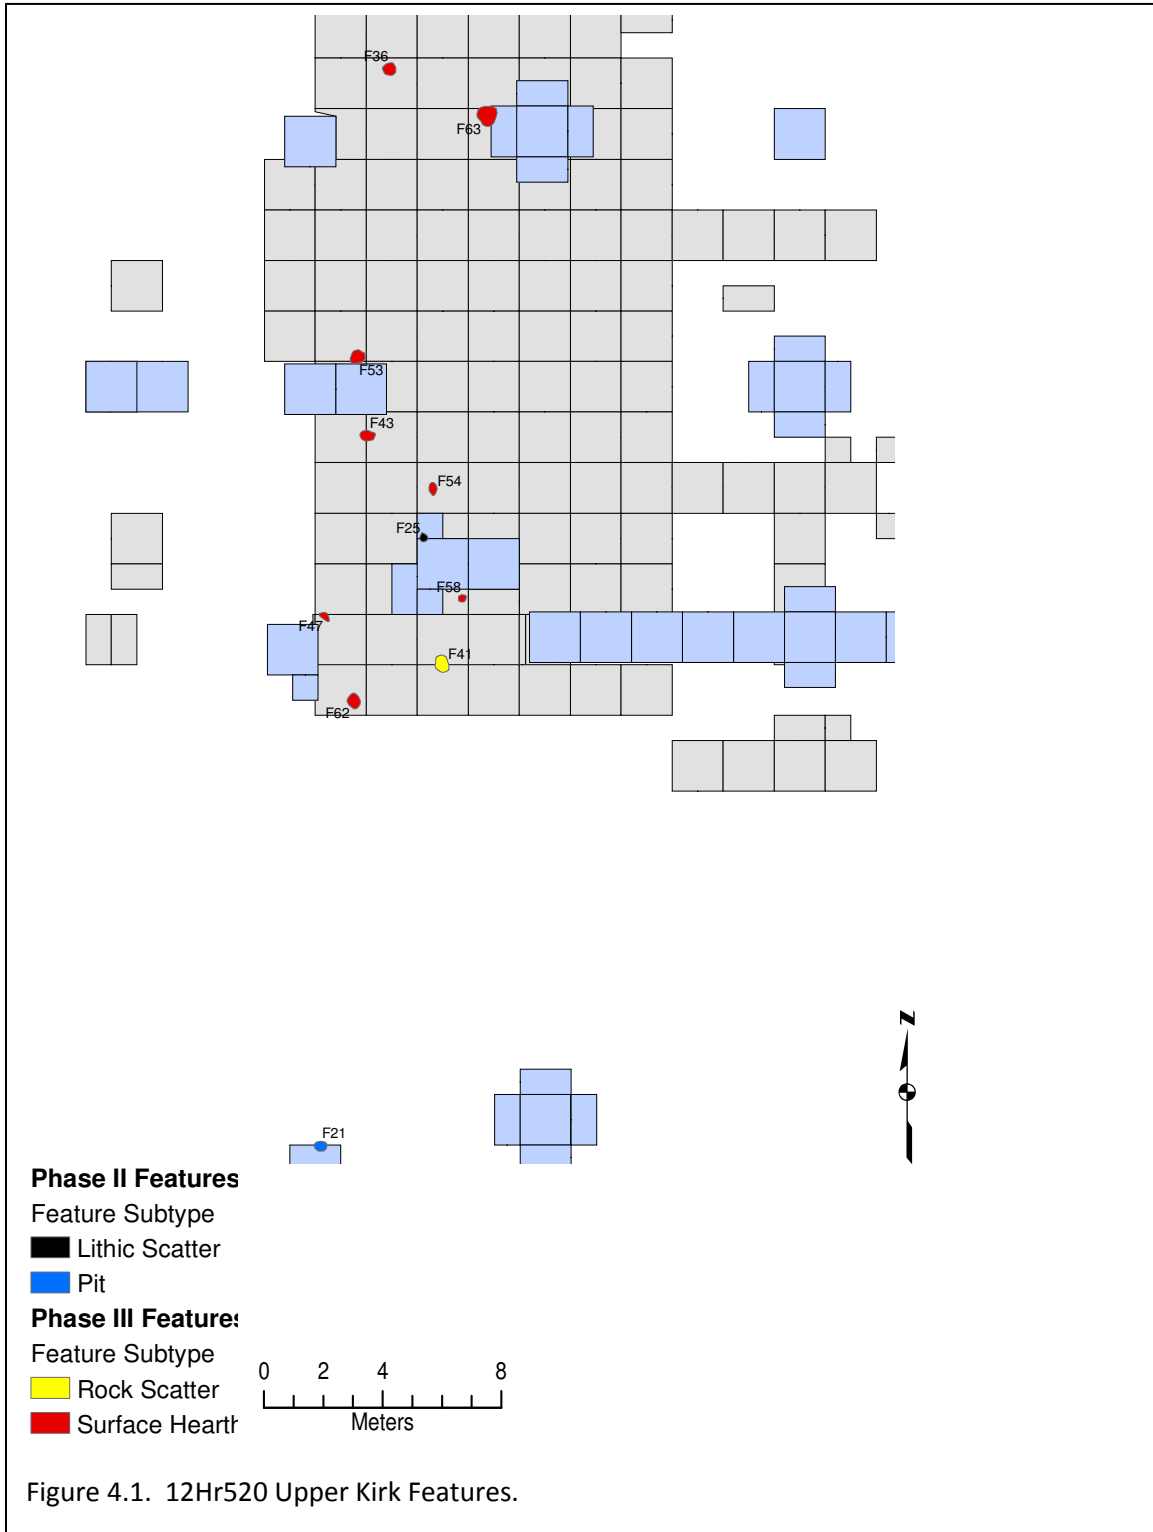 F36
F63
F53
F43
F54
F25
F58
F47
F41
F62
N
F21
Phase II Features
Feature Subtype
Lithic Scatter
Pit
Phase III Features
Feature Subtype
Rock Scatter
Surface Hearth
0 2 4 8
Meters
Figure 4.1. 12Hr520 Upper Kirk Features.